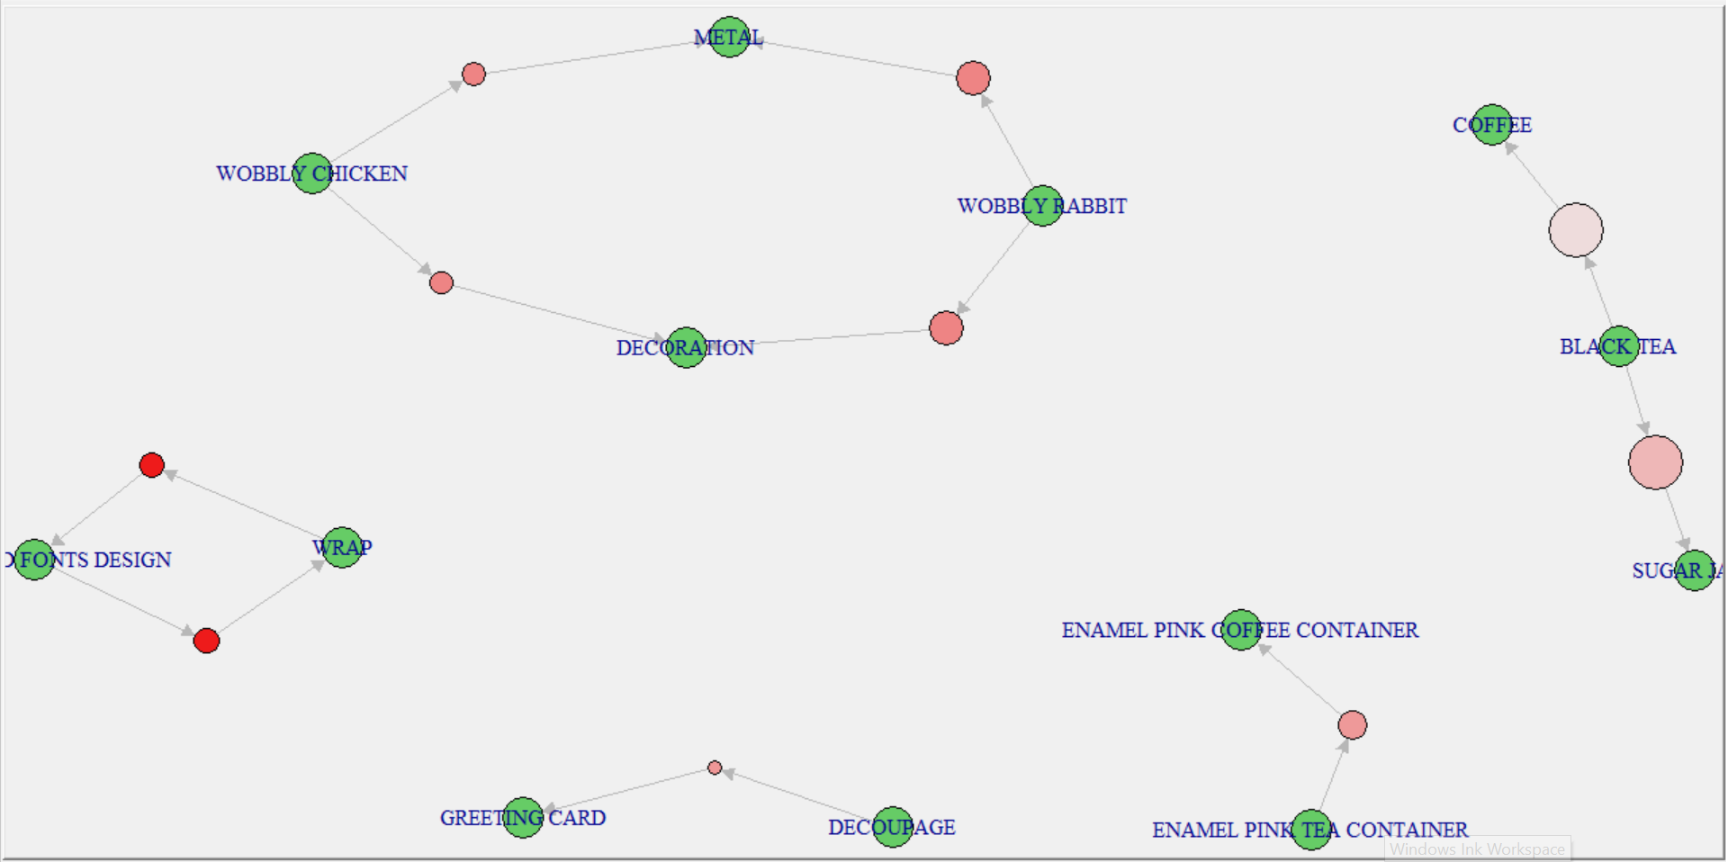 METAL
COFFEE
WOBBLY CHICKEN
WOBBLY RABBIT
DECORATION
BLACK TEA
WRAP
FONTS DESIGN
SUGAR JA
ENAMEL PINK COFFEE CONTAINER
GREETING CARD
DECOUPAGE
ENAMEL PINK TEA CONTAINER
Windows Ink Workspace